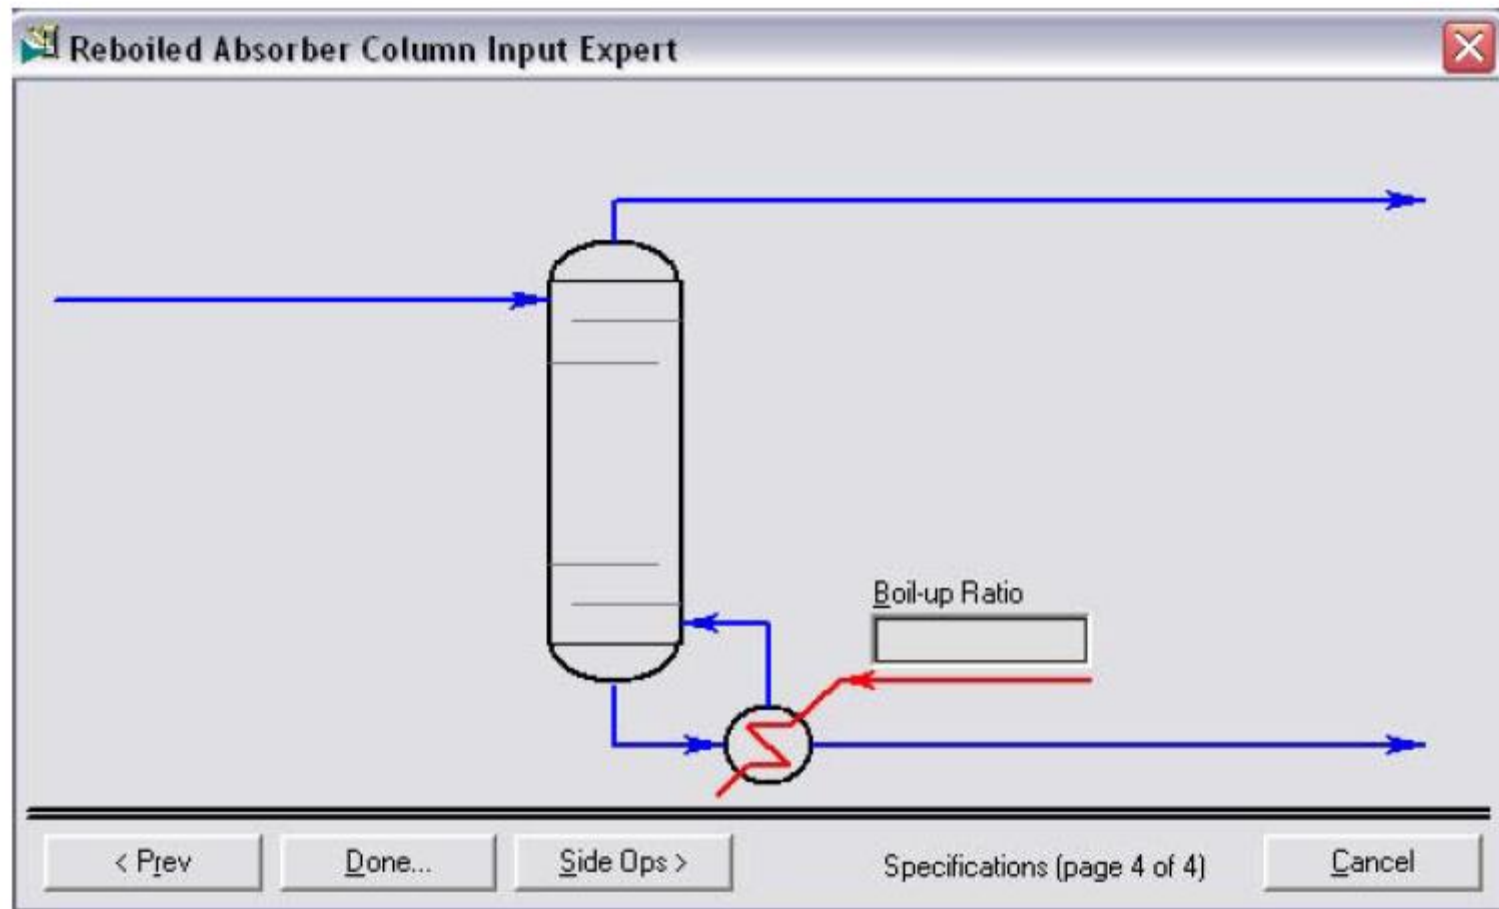 Reboiled Absorber Column Input Expert
Boil-up Ratio
< Prev
Done...
Side Ops >
Specifications (page 4 of 4)
Cancel